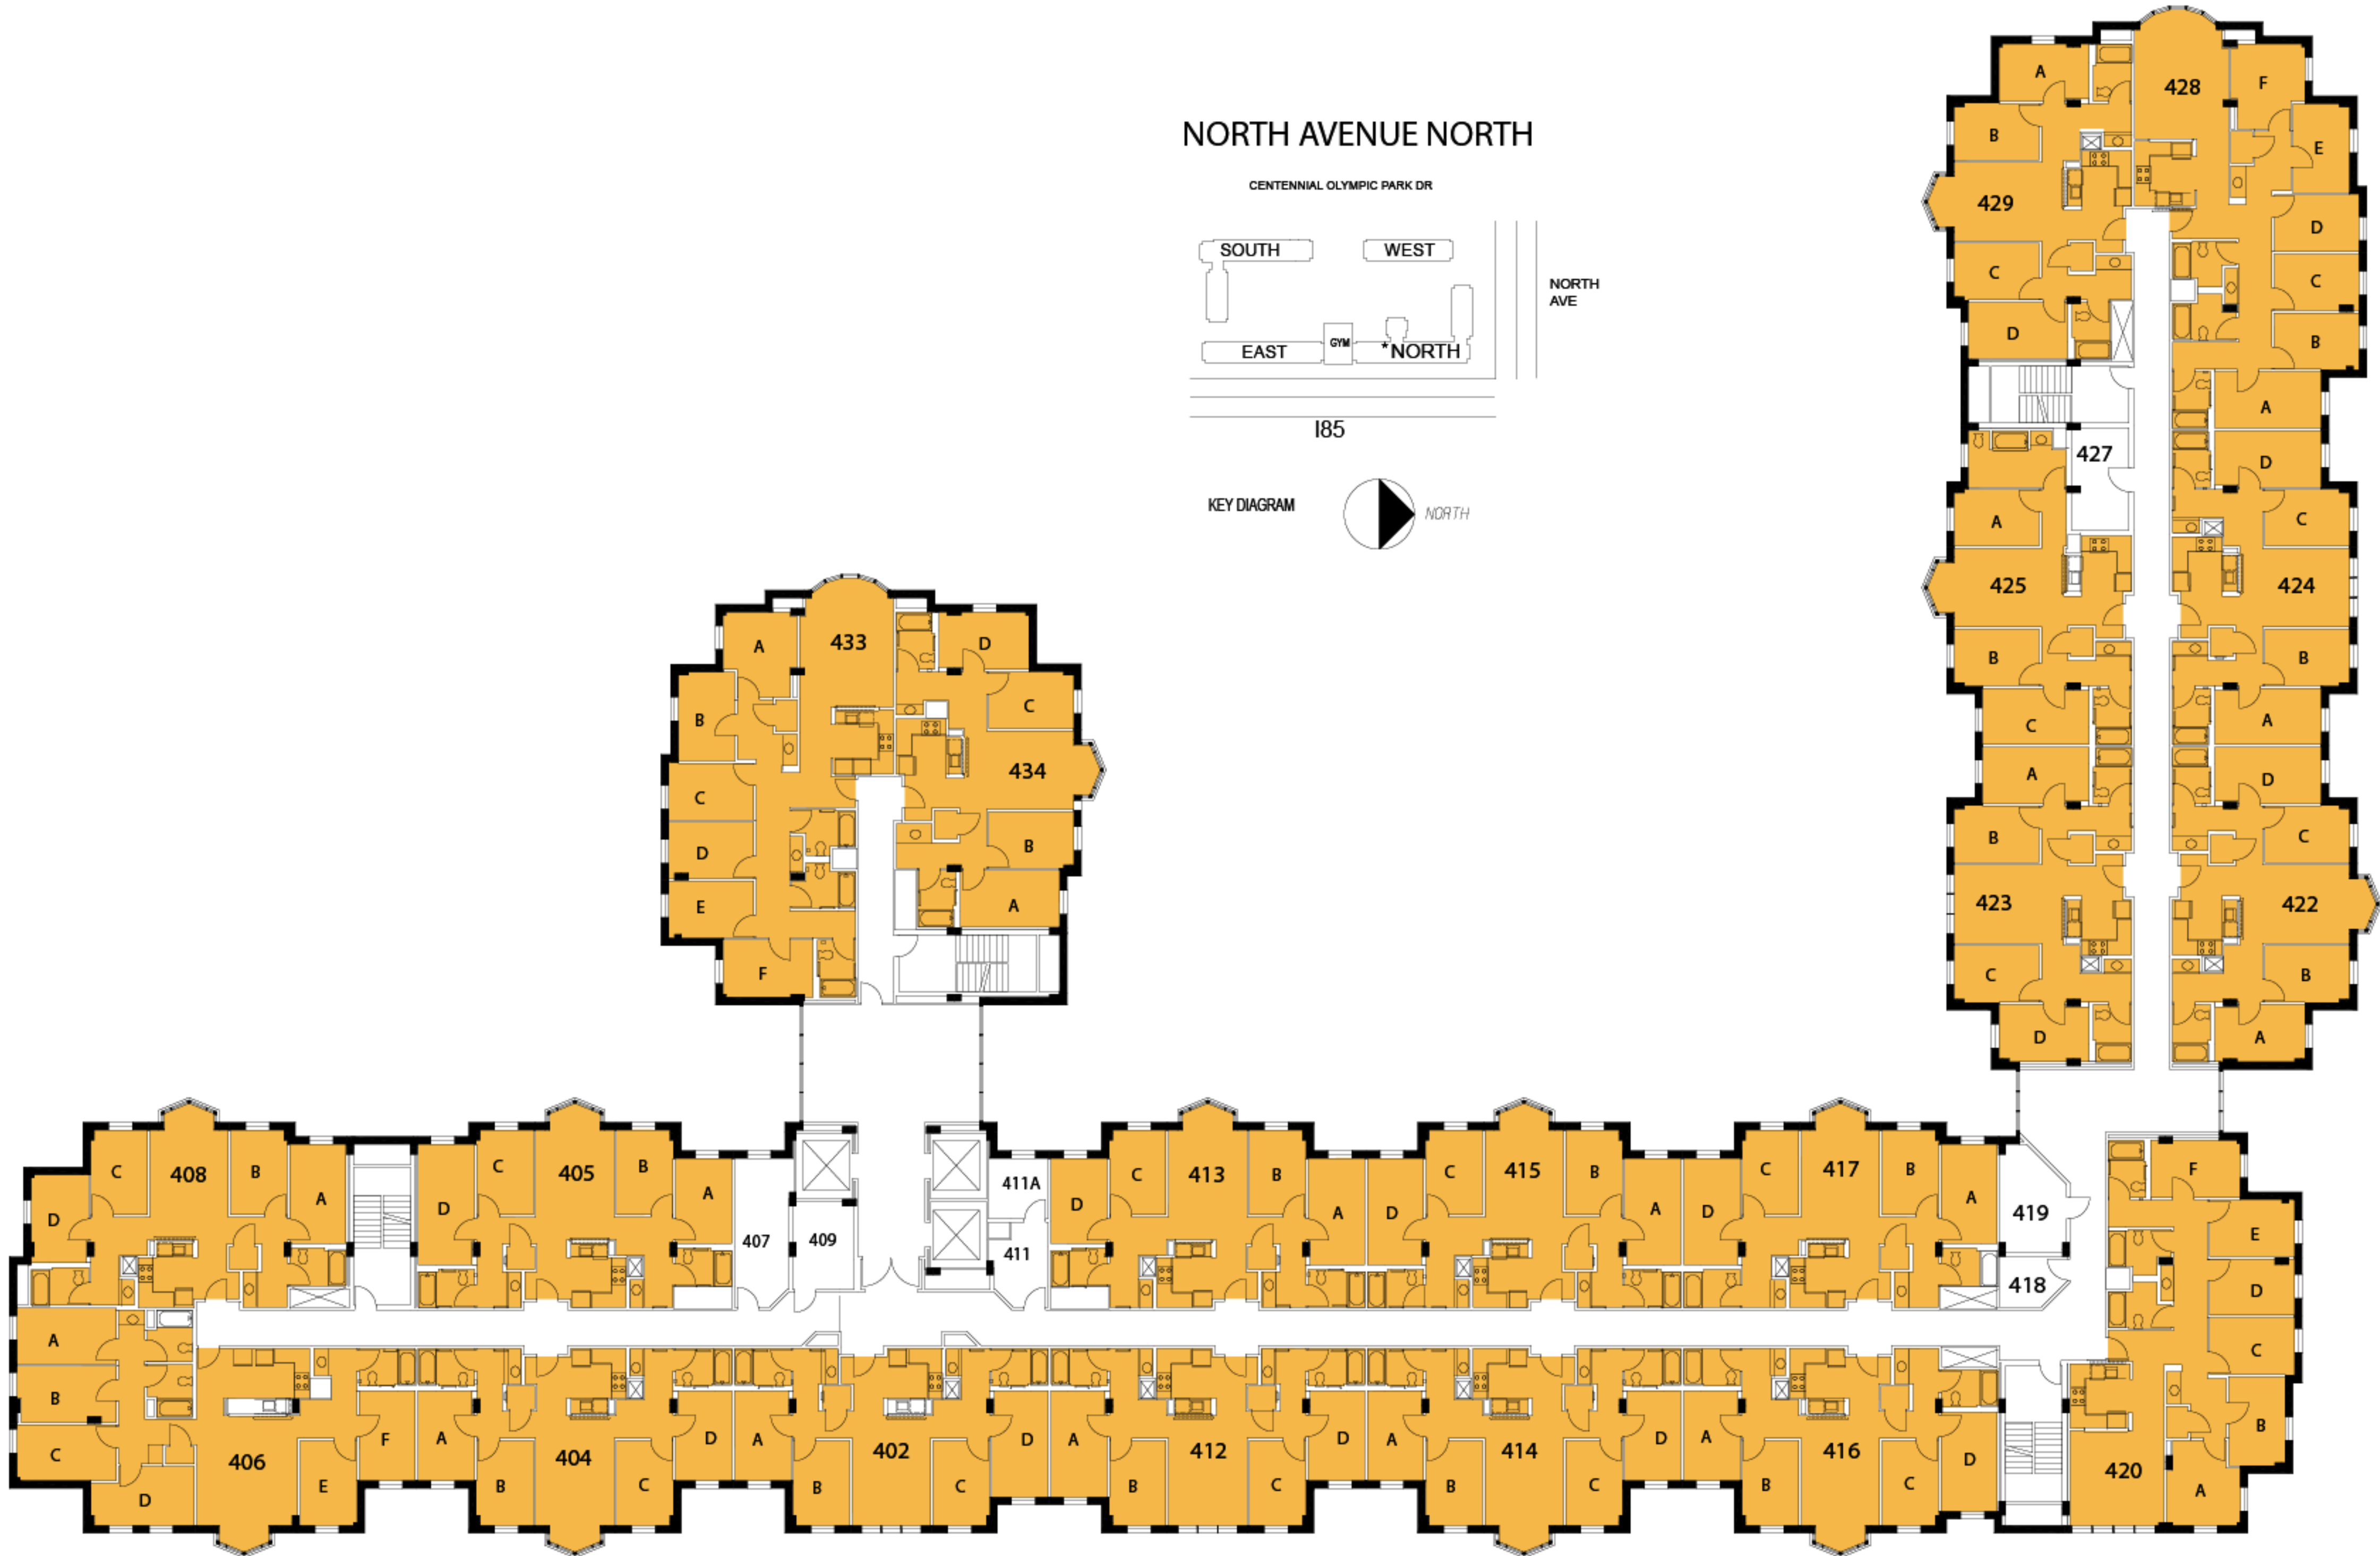 NORTH AVENUE NORTH
CENTENNIAL OLYMPIC PARK DR
SOUTH WEST
NORTH
AVE
EAST GYM *NORTH
I85
KEY DIAGRAM NORTH
A 428 F
B E
429
D
C C
D B
A
427
D
A C
425 424
B B
C A
A D
B C
423 422
C B
D A
A 433 D
B C
C 434
D B
E A
F
C 408 B A D C 405 B A
D
407 409
411A
411
D C 413 B A D C 415 B A D C 417 B A
419
418
F
E
D
C
B
A
420
A
B
C
D 406 E F
A B 404 C D
A B 402 C D
A B 412 C D
A B 414 C D
A B 416 C D